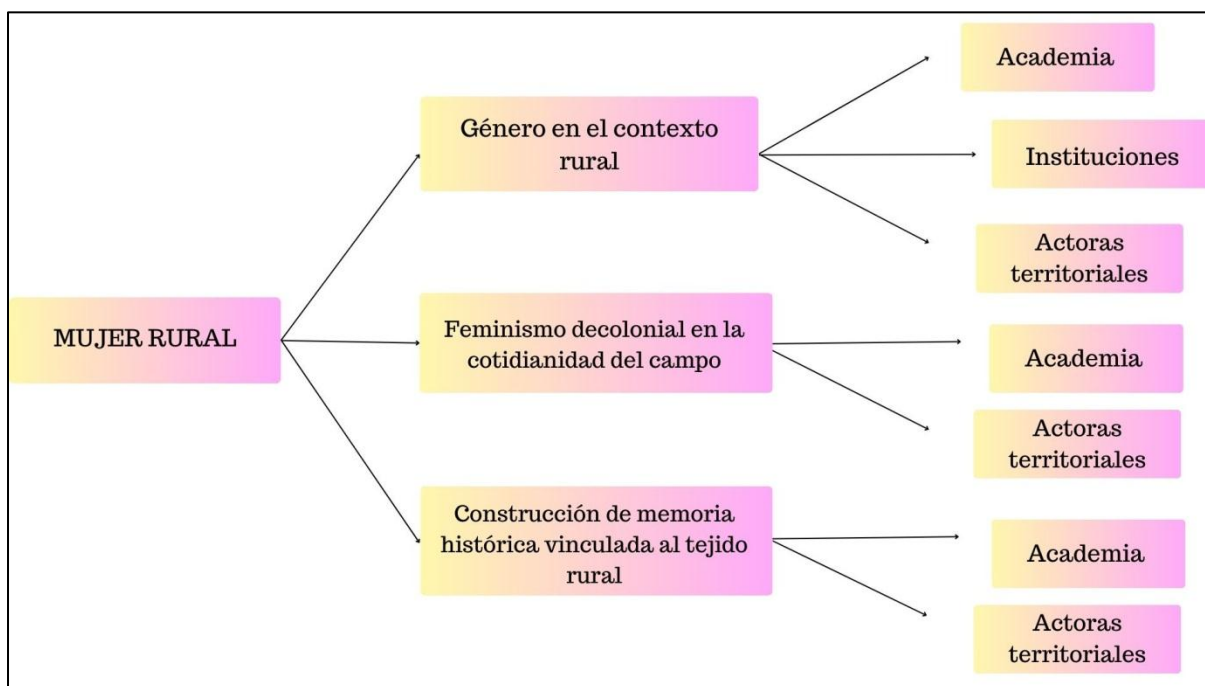 MUJER RURAL
Género en el contexto
rural
Academia
Instituciones
Actoras
territoriales
Feminismo decolonial en la
cotidianidad del campo
Academia
Actoras
territoriales
Construcción de memoria
histórica vinculada al tejido
rural
Academia
Actoras
territoriales